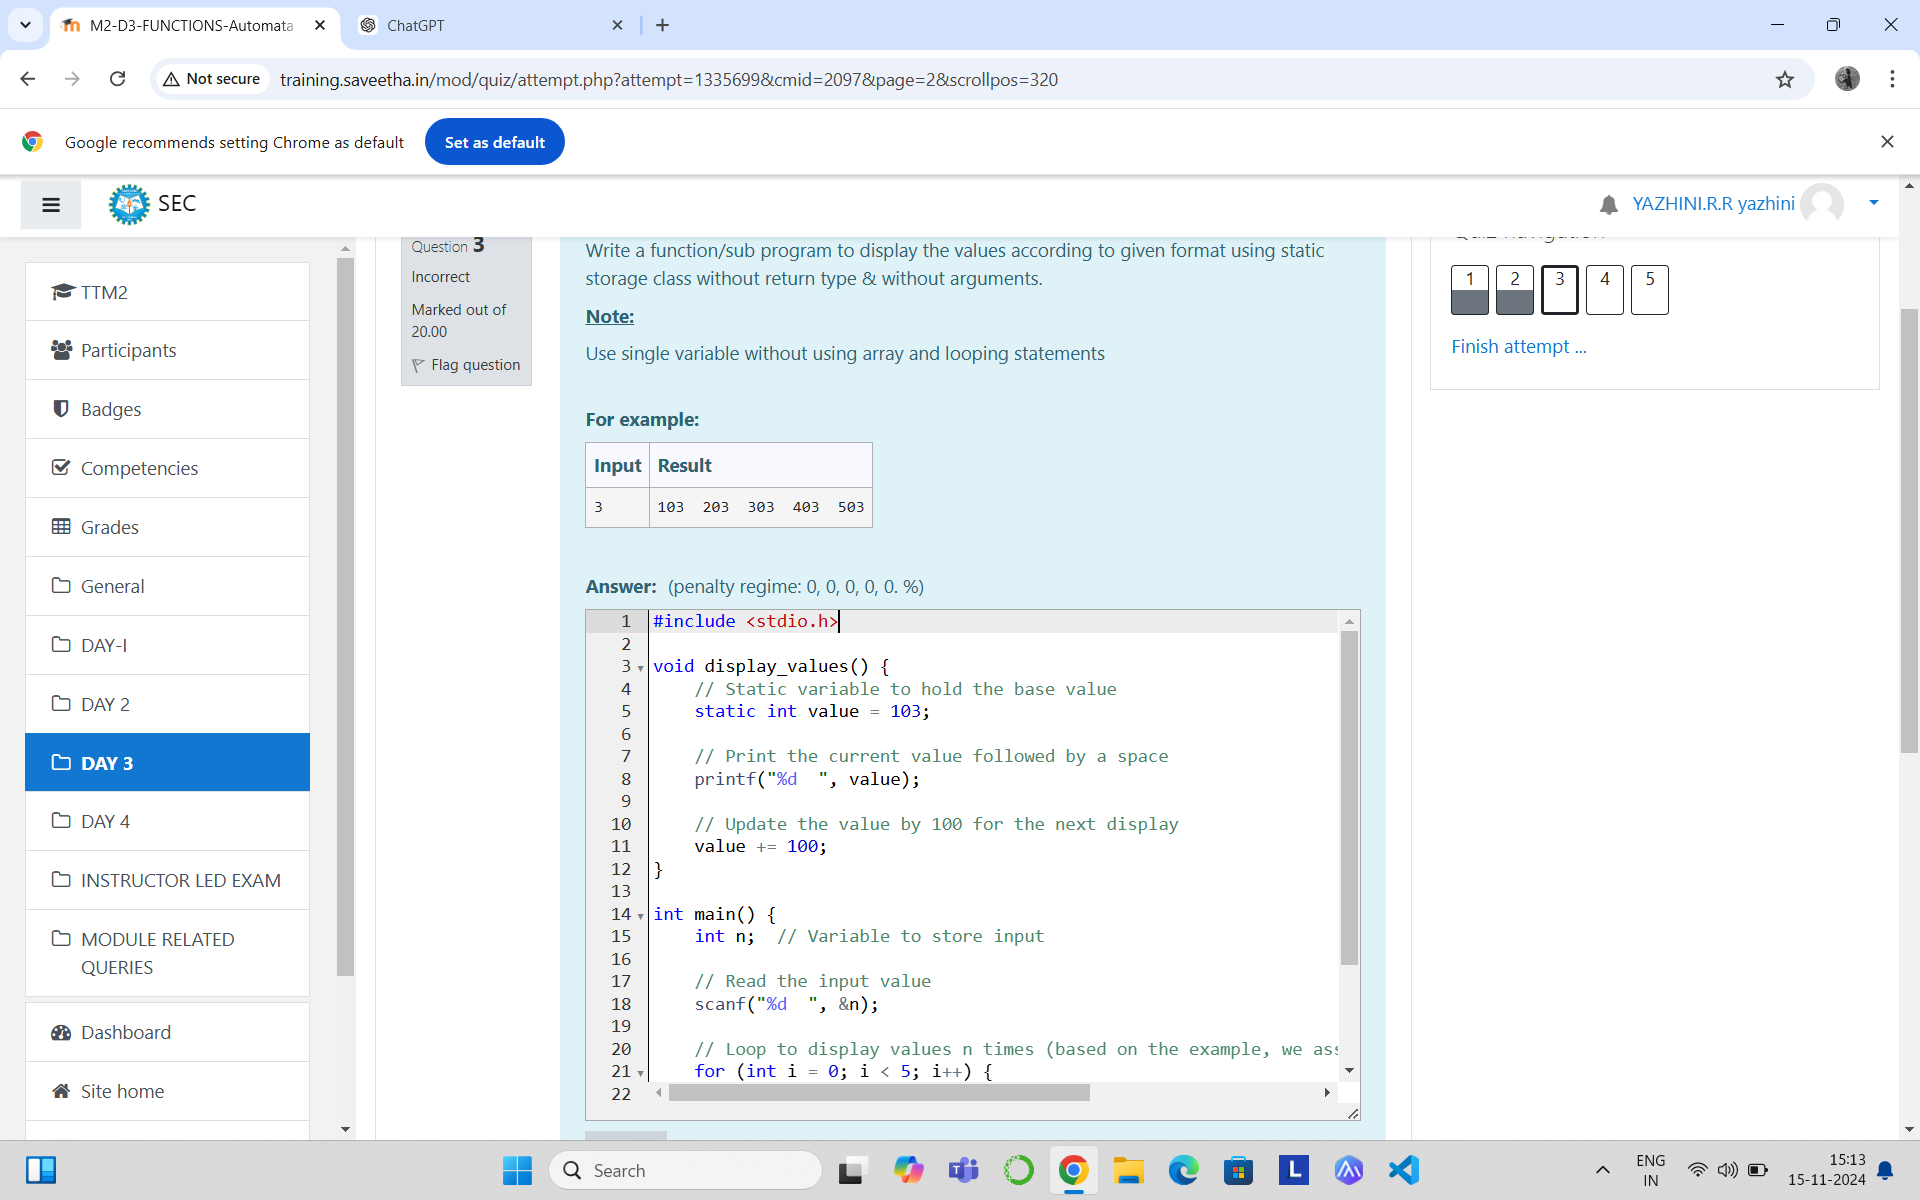 M2-D3-FUNCTIONS-Automata
ChatGPT
Not secure
training.saveetha.in/mod/quiz/attempt.php?attempt=1335699&cmid=2097&page=2&scrollpos=320
Google recommends setting Chrome as default
Set as default
SEC
YAZHINI.R.R yazhini
TTM2
Participants
Badges
Competencies
Grades
General
DAY-I
DAY 2
DAY 3
DAY 4
INSTRUCTOR LED EXAM
MODULE RELATED
QUERIES
Dashboard
Site home
Question 3
Incorrect
Marked out of
20.00
Flag question
Write a function/sub program to display the values according to given format using static
storage class without return type & without arguments.
Note:
Use single variable without using array and looping statements
For example:
Input Result
3 103 203 303 403 503
Answer: (penalty regime: 0, 0, 0, 0, 0. %)
1 #include <stdio.h>
2
3 void display_values() {
4 // Static variable to hold the base value
5 static int value = 103;
6
7 // Print the current value followed by a space
8 printf("%d  ", value);
9
10 // Update the value by 100 for the next display
11 value += 100;
12 }
13
14 int main() {
15 int n;  // Variable to store input
16
17 // Read the input value
18 scanf("%d  ", &n);
19
20 // Loop to display values n times (based on the example, we ass
21 for (int i = 0; i < 5; i++) {
22
1 2 3 4 5
Finish attempt ...
Search
ENG
IN
15:13
15-11-2024